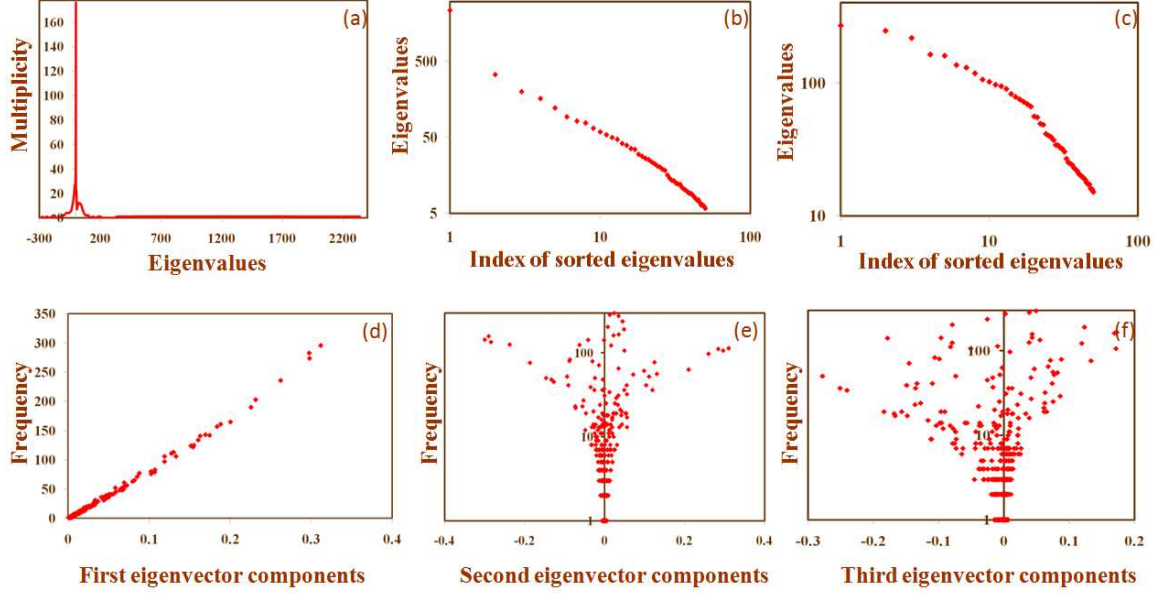 (a)
Multiplicity
160
140
120
100
80
60
40
20
0
-300 200 700 1200 1700 2200
Eigenvalues
(b)
Eigenvalues
500
50
5
1 10 100
Index of sorted eigenvalues
(c)
Eigenvalues
100
10
1 10 100
Index of sorted eigenvalues
(d)
Frequency
350
300
250
200
150
100
50
0
0 0.1 0.2 0.3 0.4
First eigenvector components
(e)
Frequency
100
10
1
-0.4 -0.2 0 0.2 0.4
Second eigenvector components
(f)
Frequency
100
10
1
-0.3 -0.2 -0.1 0 0.1 0.2
Third eigenvector components